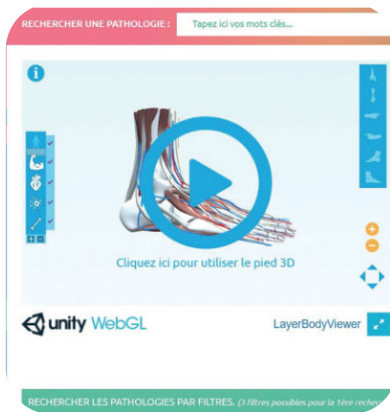 RECHERCHER UNE PATHOLOGIE :
Tapez ici vos mots clés...
Cliquez ici pour utiliser le pied 3D
unity WebGL
LayerBodyViewer
RECHERCHER LES PATHOLOGIES PAR FILTRES. (3 filtres possibles pour la 1ère